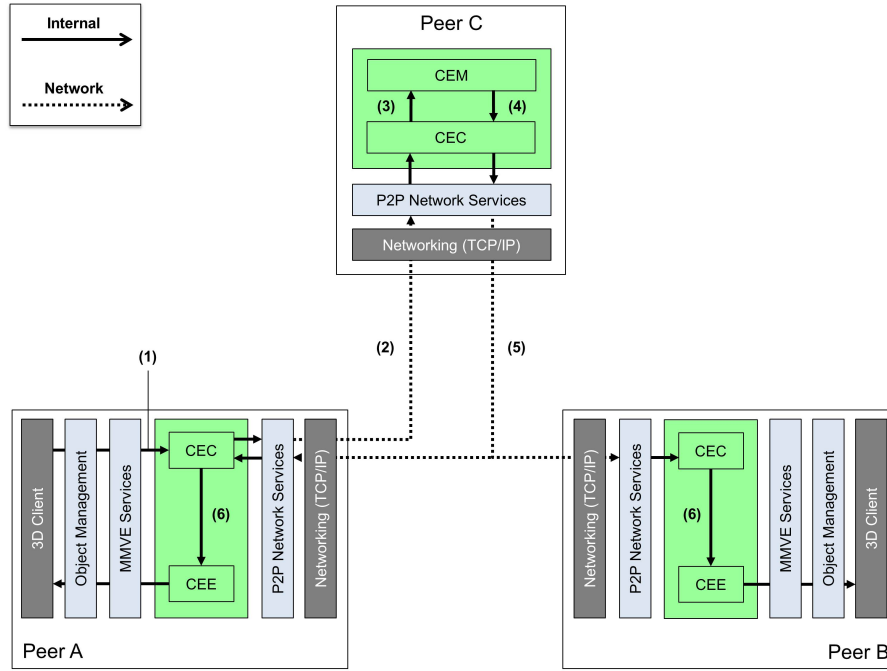 Internal
Network
Peer C
CEM
(3)
(4)
CEC
P2P Network Services
Networking (TCP/IP)
(2)
(5)
(1)
3D Client
Object Management
MMVE Services
CEC
(6)
CEE
P2P Network Services
Networking (TCP/IP)
Peer A
Networking (TCP/IP)
P2P Network Services
CEC
(6)
CEE
MMVE Services
Object Management
3D Client
Peer B